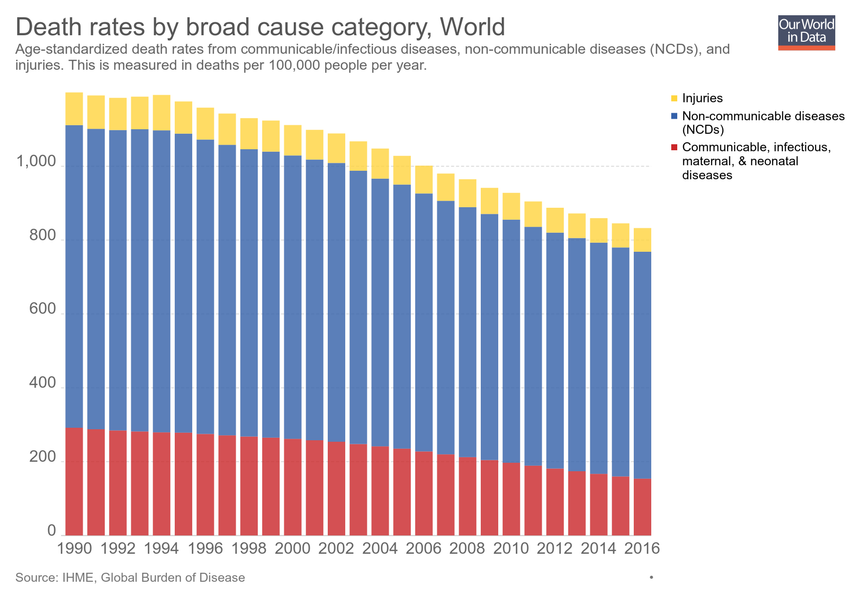 Death rates by broad cause category, World
Our World
in Data
Age-standardized death rates from communicable/infectious diseases, non-communicable diseases (NCDs), and
injuries. This is measured in deaths per 100,000 people per year.
Injuries
Non-communicable diseases
(NCDs)
Communicable, infectious,
maternal, & neonatal
diseases
1,000
800
600
400
200
0
1990 1992 1994 1996 1998 2000 2002 2004 2006 2008 2010 2012 2014 2016
Source: IHME, Global Burden of Disease